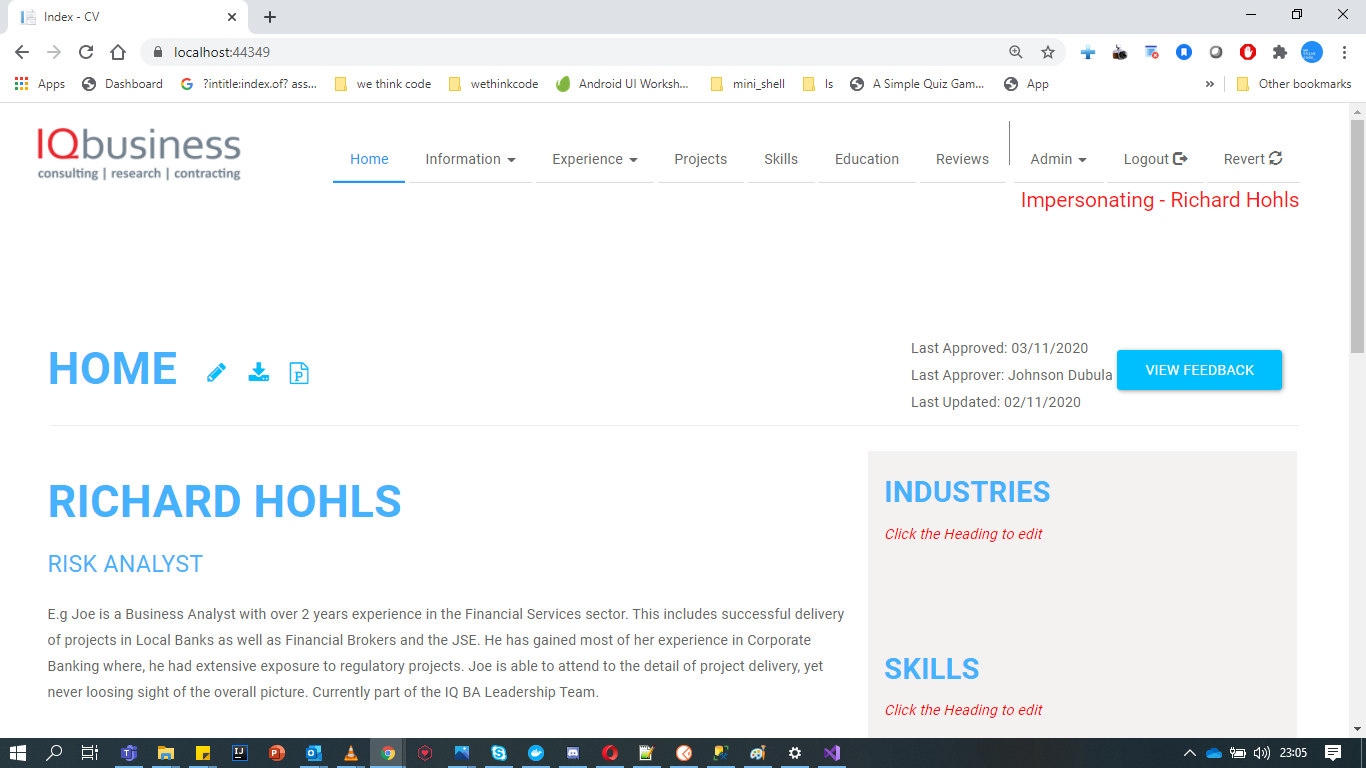 Index - CV
localhost:44349
Apps Dashboard ?intitle:index.of? ass... we think code wethinkcode Android UI Worksh... mini_shell ls A Simple Quiz Gam... App » Other bookmarks
IQbusiness
consulting | research | contracting
Home Information Experience Projects Skills Education Reviews Admin Logout Revert
Impersonating - Richard Hohls
HOME
Last Approved: 03/11/2020
Last Approver: Johnson Dubula
Last Updated: 02/11/2020
VIEW FEEDBACK
RICHARD HOHLS
RISK ANALYST
E.g Joe is a Business Analyst with over 2 years experience in the Financial Services sector. This includes successful delivery
of projects in Local Banks as well as Financial Brokers and the JSE. He has gained most of her experience in Corporate
Banking where, he had extensive exposure to regulatory projects. Joe is able to attend to the detail of project delivery, yet
never loosing sight of the overall picture. Currently part of the IQ BA Leadership Team.
INDUSTRIES
Click the Heading to edit
SKILLS
Click the Heading to edit
23:05